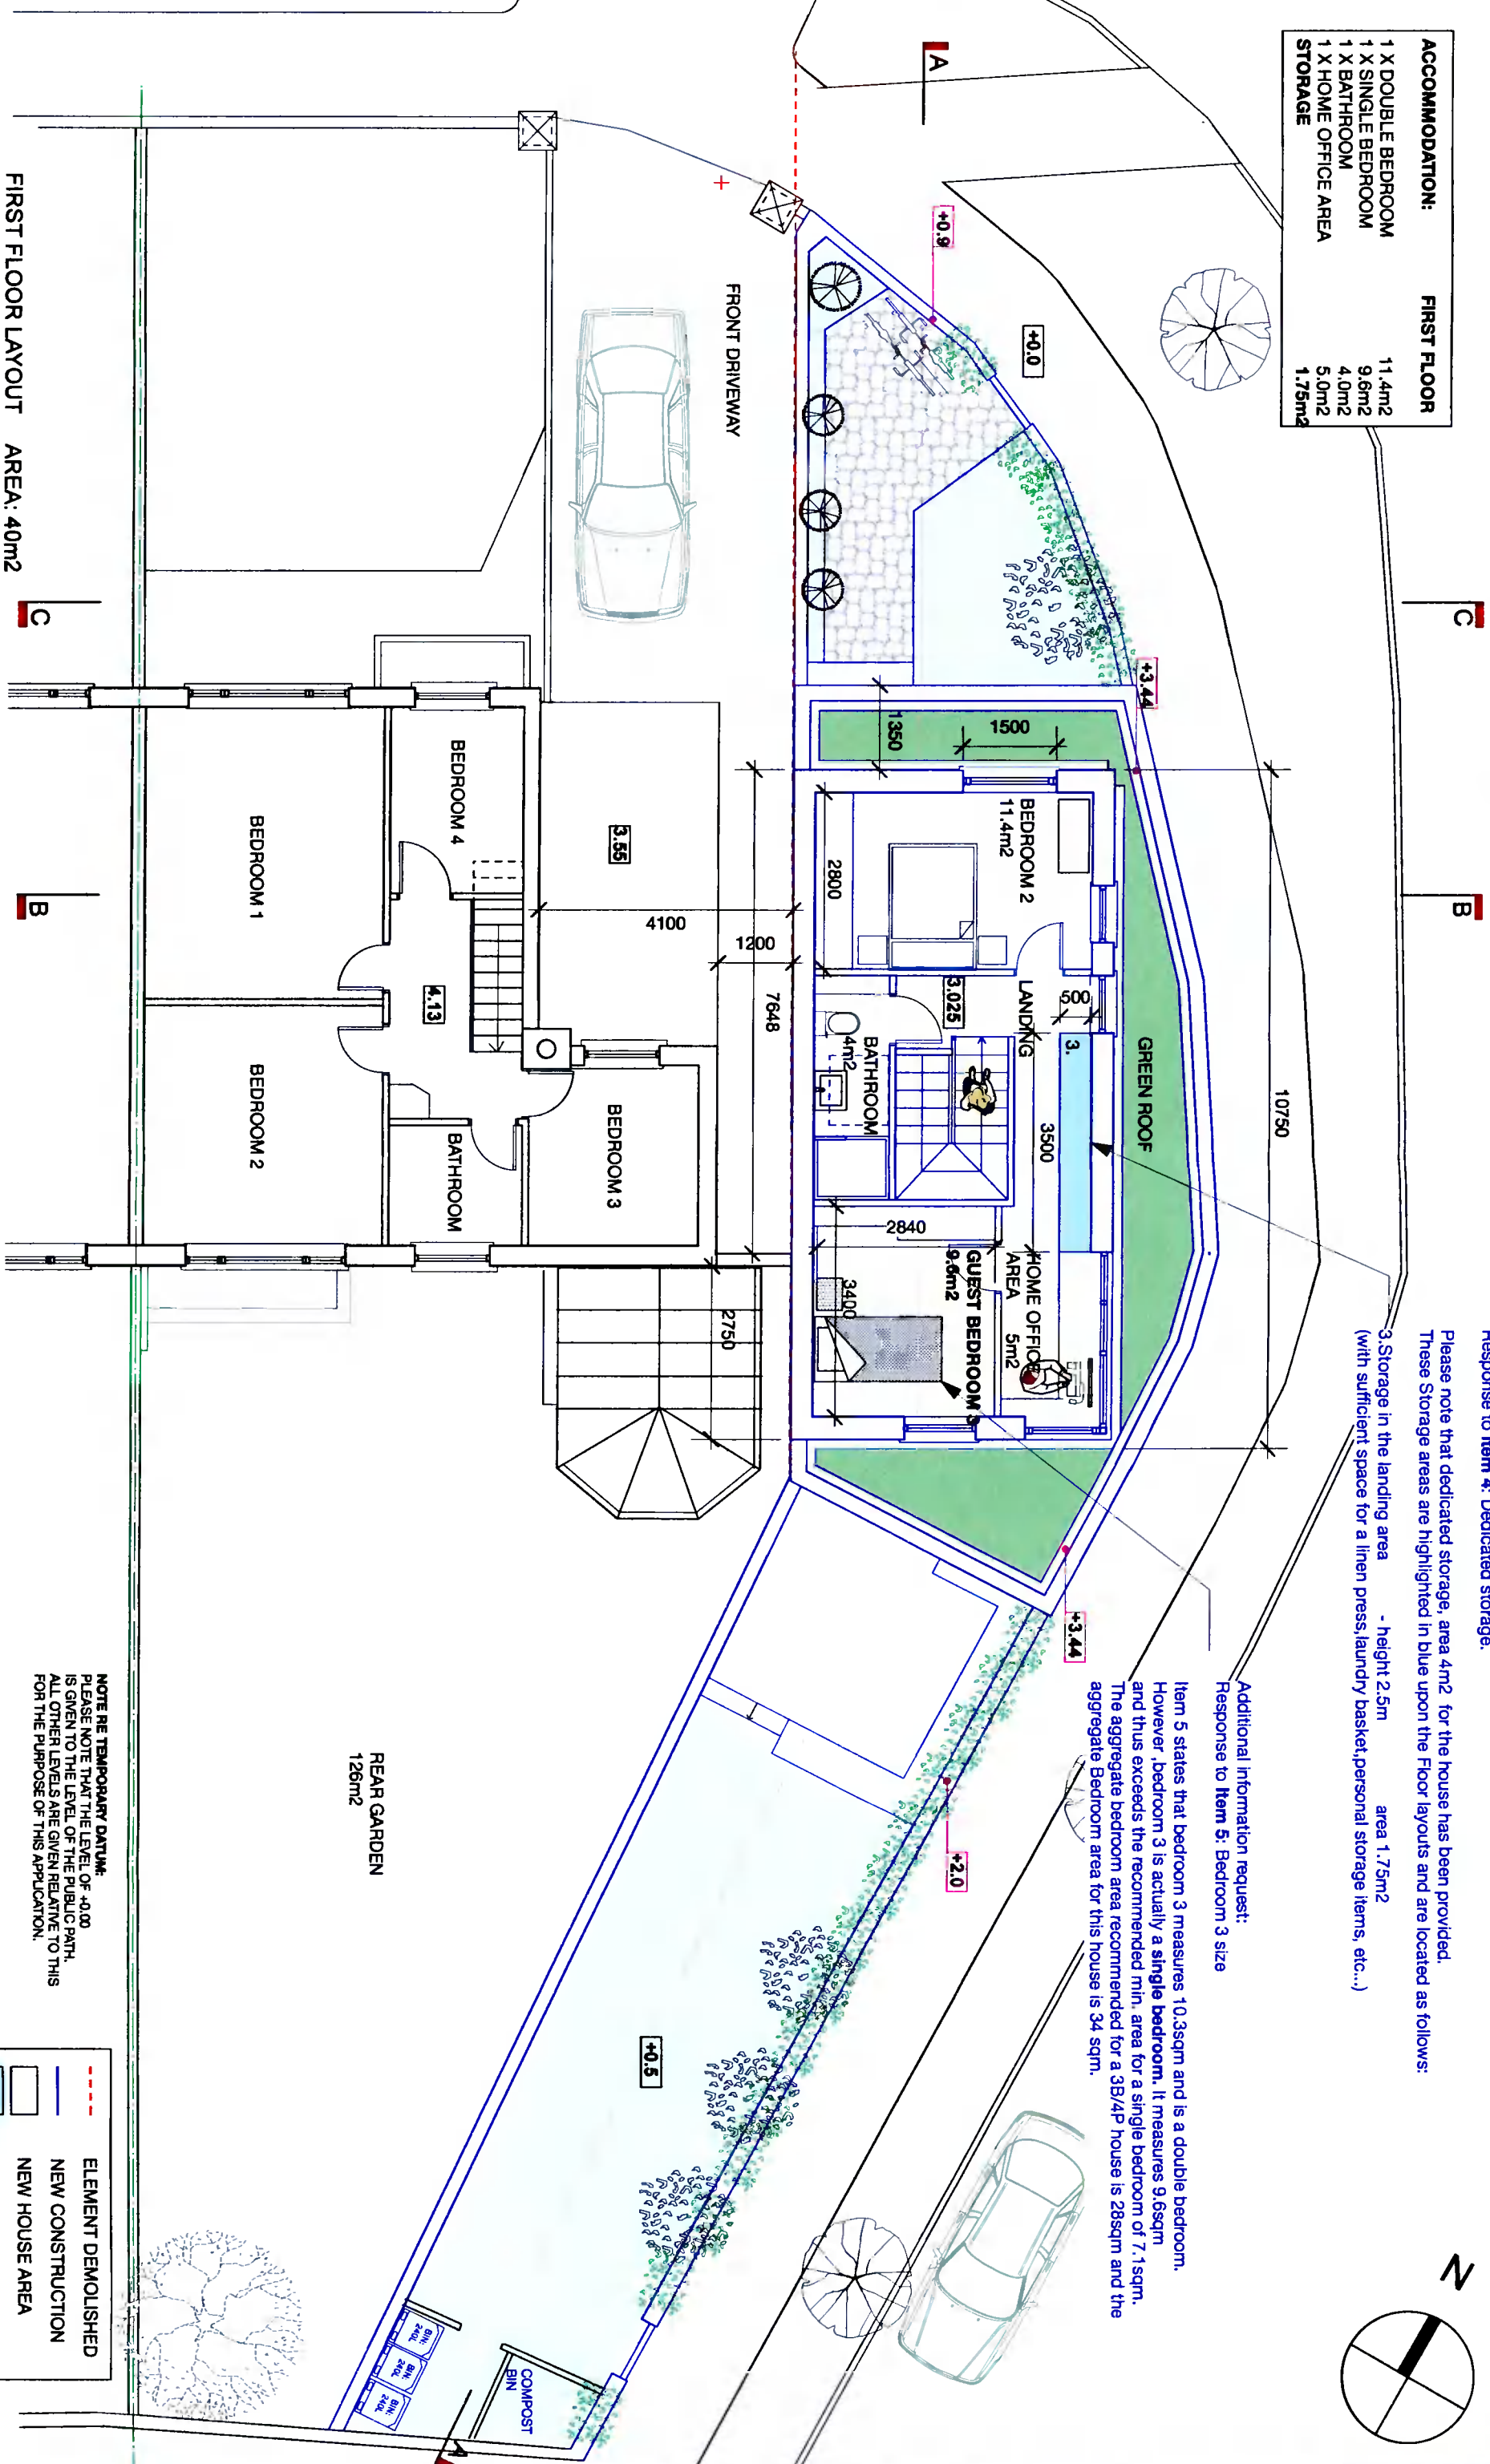 ACCOMMODATION: FIRST FLOOR
1 X DOUBLE BEDROOM 11.4m2
1 X SINGLE BEDROOM 9.6m2
1 X BATHROOM 4.0m2
1 X HOME OFFICE AREA 5.0m2
STORAGE 1.75m2
Response to Item 4: Dedicated storage.
Please note that dedicated storage, area 4m2 for the house has been provided.
These Storage areas are highlighted in blue upon the Floor layouts and are located as follows:
3.Storage in the landing area - height 2.5m area 1.75m2
(with sufficient space for a linen press,laundry basket,personal storage items, etc...)
Additional information request:
Response to Item 5: Bedroom 3 size
Item 5 states that bedroom 3 measures 10.3sqm and is a double bedroom.
However ,bedroom 3 is actually a single bedroom. It measures 9.6sqm
and thus exceeds the recommended min. area for a single bedroom of 7.1sqm.
The aggregate bedroom area recommended for a 3B/4P house is 28sqm and the
aggregate Bedroom area for this house is 34 sqm.
N
C
B
A
+0.9
+0.0
+3.44
10750
GREEN ROOF
1350
1500
BEDROOM 2
11.4m2
2800
LANDING
500
3.
3.025
3500
BATHROOM
4m2
HOME OFFICE
AREA 5m2
GUEST BEDROOM 3
9.6m2
2840
3400
+3.44
+2.0
+0.5
FRONT DRIVEWAY
7648
1200
4100
2750
3.55
BEDROOM 4
BEDROOM 3
4.13
BATHROOM
BEDROOM 1
BEDROOM 2
REAR GARDEN
126m2
COMPOST
BIN
BIN:
240L
BIN:
240L
BIN:
240L
A
C
B
FIRST FLOOR LAYOUT AREA: 40m2
NOTE RE TEMPORARY DATUM:
PLEASE NOTE THAT THE LEVEL OF +0.00
IS GIVEN TO THE LEVEL OF THE PUBLIC PATH.
ALL OTHER LEVELS ARE GIVEN RELATIVE TO THIS
FOR THE PURPOSE OF THIS APPLICATION.
ELEMENT DEMOLISHED
NEW CONSTRUCTION
NEW HOUSE AREA